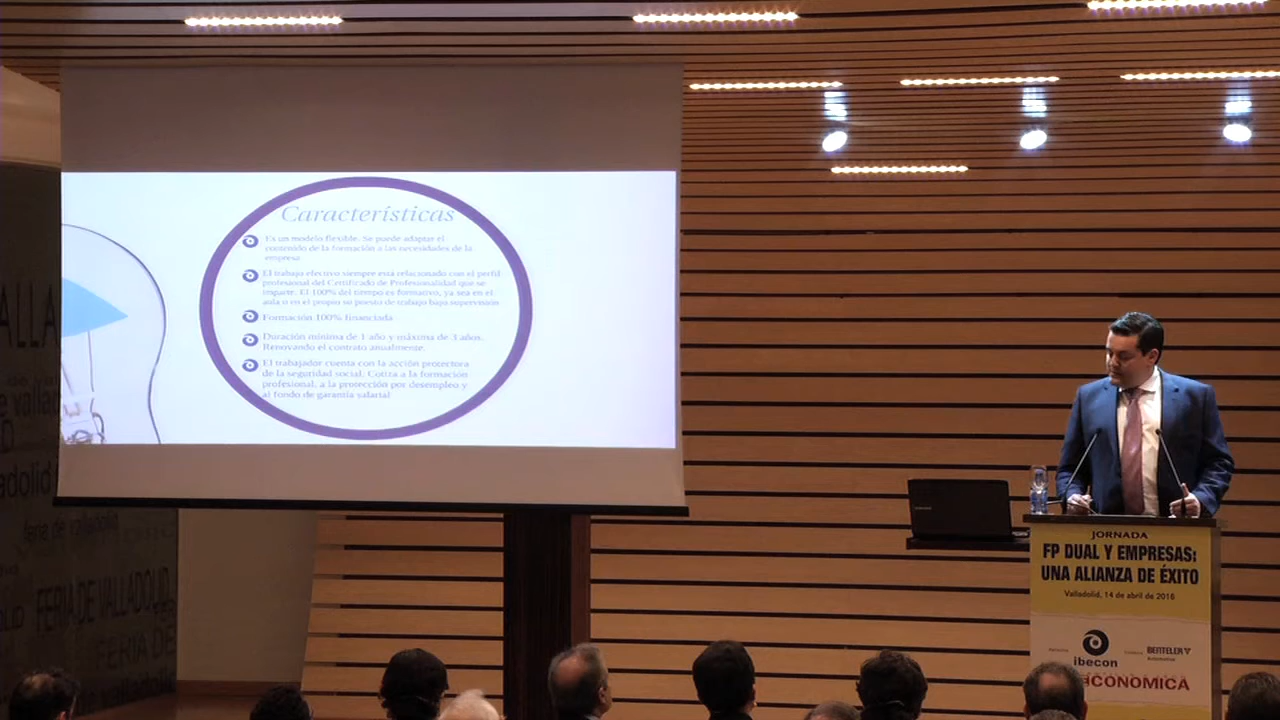 Características
Es un modelo flexible. Se puede adaptar el
contenido de la formación a las necesidades de la
empresa
El trabajo efectivo siempre está relacionado con el perfil
profesional del Certificado de Profesionalidad que se
imparte. El 100% del tiempo es formativo, ya sea en el
aula o en el propio su puesto de trabajo bajo supervisión
Formación 100% financiada
Duración mínima de 1 año y máxima de 3 años.
Renovando el contrato anualmente.
El trabajador cuenta con la acción protectora
de la seguridad social. Cotiza a la formación
profesional, a la protección por desempleo y
al fondo de garantía salarial
JORNADA
FP DUAL Y EMPRESAS:
UNA ALIANZA DE ÉXITO
Valladolid, 14 de abril de 2016
ibecon
BENTELER
Automotive
ECONÓMICA
feria de valladolid
FERIA DE VALLADOLID
FERIA DE